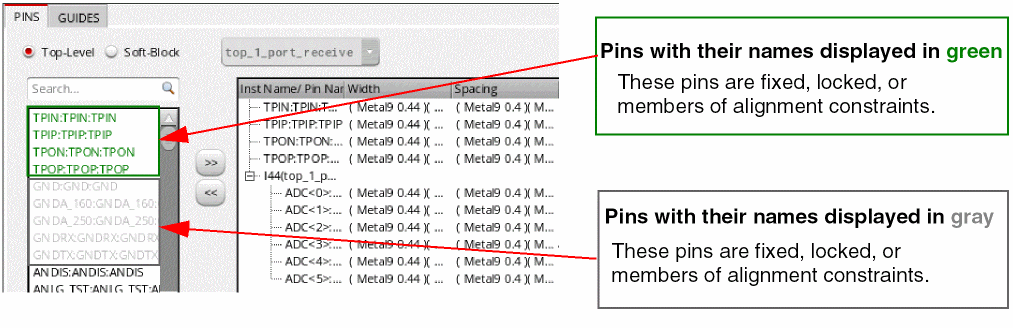 PINS GUIDES
Top-Level Soft-Block top_1_port_receive
Search...
TPIN:TPIN:TPIN
TPIP:TPIP:TPIP
TPON:TPON:TPON
TPOP:TPOP:TPOP
GND:GND:GND
GNDA_160:GNDA_160:
GNDA_250:GNDA_250:
GNDRX:GNDRX:GNDRX
GNDTX:GNDTX:GNDTX
ANDIS:ANDIS:ANDIS
ANLG_TST:ANLG_TST:A
>>
<<
Inst Name/ Pin Nar Width Spacing
TPIN:TPIN:T... ( Metal9 0.44 )( ... ( Metal9 0.4 )( M...
TPIP:TPIP:TPIP ( Metal9 0.44 )( ... ( Metal9 0.4 )( M...
TPON:TPON:... ( Metal9 0.44 )( ... ( Metal9 0.4 )( M...
TPOP:TPOP:... ( Metal9 0.44 )( ... ( Metal9 0.4 )( M...
I44(top_1_p...
ADC<0>:... ( Metal9 0.44 )( ... ( Metal9 0.4 )( M...
ADC<1>:... ( Metal9 0.44 )( ... ( Metal9 0.4 )( M...
ADC<2>:... ( Metal9 0.44 )( ... ( Metal9 0.4 )( M...
ADC<3>:... ( Metal9 0.44 )( ... ( Metal9 0.4 )( M...
ADC<4>:... ( Metal9 0.44 )( ... ( Metal9 0.4 )( M...
ADC<5>:... ( Metal9 0.44 )( ... ( Metal9 0.4 )( M...
Pins with their names displayed in green
These pins are fixed, locked, or
members of alignment constraints.
Pins with their names displayed in gray
These pins are fixed, locked, or
members of alignment constraints.